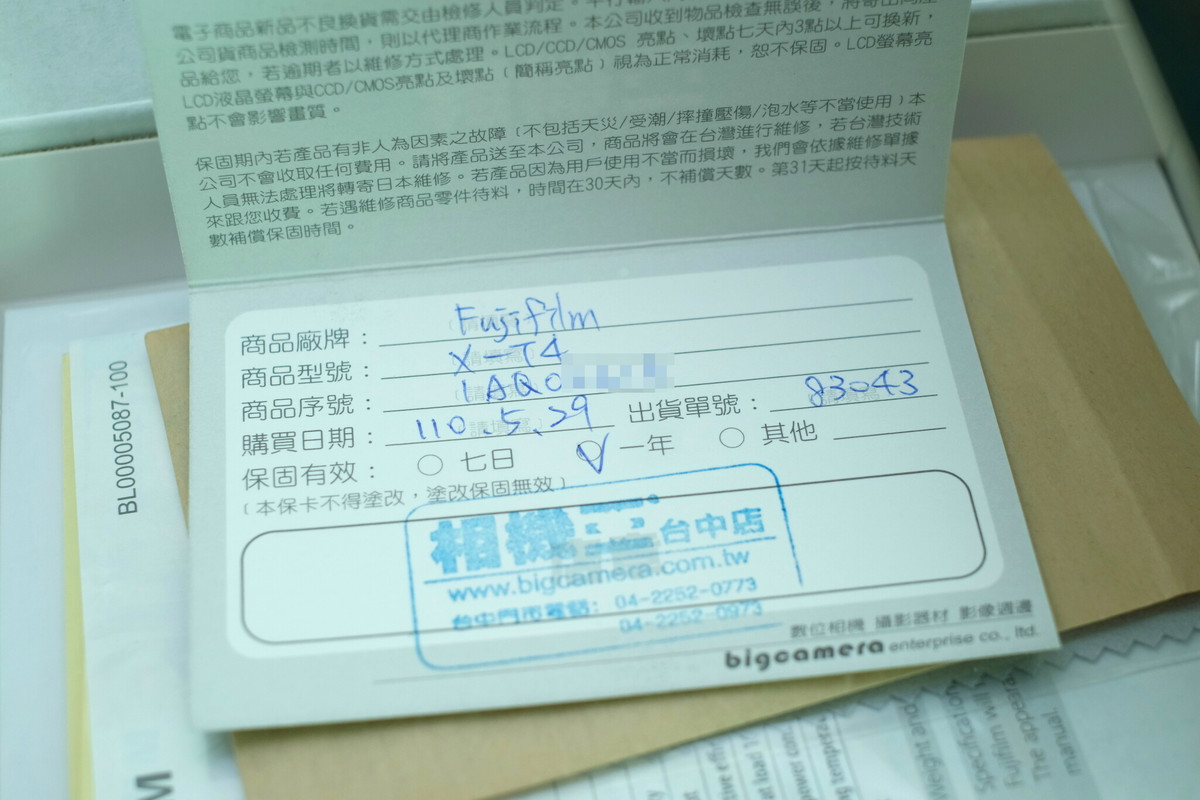 電子商品新品不良換貨需交由檢修人員判定。
公司貨商品檢測時間，則以代理商作業流程。本公司收到物品檢查無誤後，將寄出同產
品給您，若逾期者以維修方式處理。LCD/CCD/CMOS 亮點、壞點七天內3點以上可換新，
LCD液晶螢幕與CCD/CMOS亮點及壞點（簡稱亮點）視為正常消耗，恕不保固。LCD螢幕亮
點不會影響畫質。
保固期內若產品有非人為因素之故障（不包括天災/受潮/摔撞壓傷/泡水等不當使用）本
公司不會收取任何費用。請將產品送至本公司，商品將會在台灣進行維修，若台灣技術
人員無法處理將轉寄日本維修。若產品因為用戶使用不當而損壞，我們會依據維修單據
來跟您收費。若遇維修商品零件待料，時間在30天內，不補償天數。第31天起按待料天
數補償保固時間。
商品廠牌：Fujifilm
商品型號：X-T4
商品序號：1AQ0
購買日期：110.5.29 出貨單號：83043
保固有效：○ 七日 ○ 一年 ○ 其他
（本保卡不得塗改，塗改保固無效）
相機 台中店
www.bigcamera.com.tw
台中門市電話：04-2252-0773
04-2252-0973
數位相機 攝影器材 影像週邊
bigcamera enterprise co., ltd.
BL00005087-100
M
The appeara
manual.
Fujifilm will
Specification
Weight and